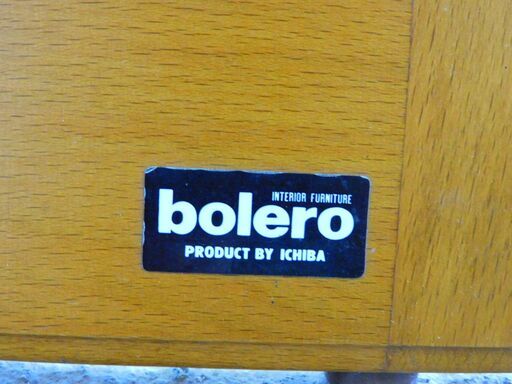 INTERIOR FURNITURE
bolero
PRODUCT BY ICHIBA